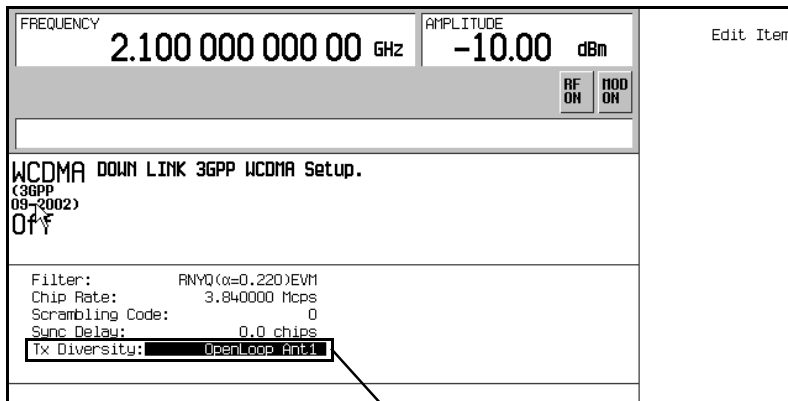 FREQUENCY
2.100 000 000 00 GHz
AMPLITUDE
-10.00 dBm
Edit Item
RF ON
MOD ON
WCDMA DOWN LINK 3GPP WCDMA Setup.
(3GPP
09-2002)
Off
Filter: RNYQ(α=0.220)EVM
Chip Rate: 3.840000 Mcps
Scrambling Code: 0
Sync Delay: 0.0 chips
Tx Diversity: OpenLoop Ant1